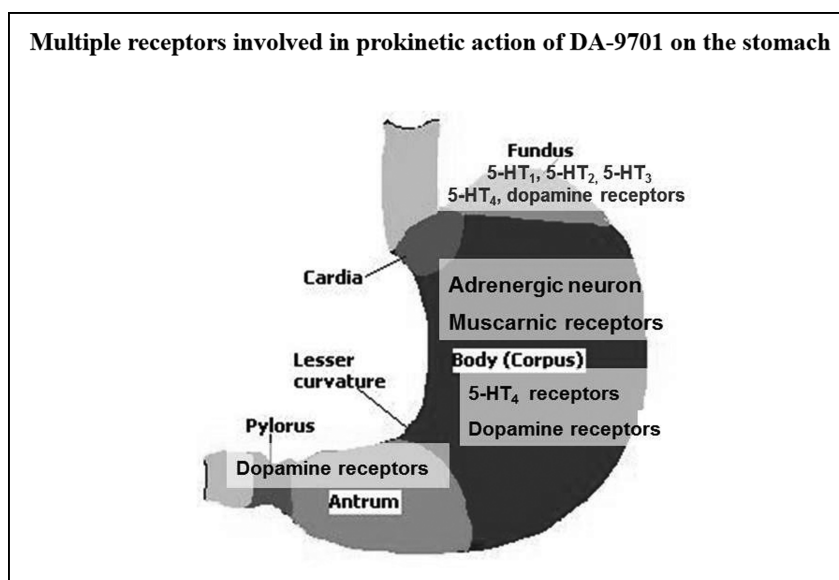 Multiple receptors involved in prokinetic action of DA-9701 on the stomach
Fundus
5-HT₁, 5-HT₂, 5-HT₃
5-HT₄, dopamine receptors
Cardia
Adrenergic neuron
Muscarnic receptors
Lesser
curvature
Body (Corpus)
5-HT₄ receptors
Dopamine receptors
Pylorus
Dopamine receptors
Antrum